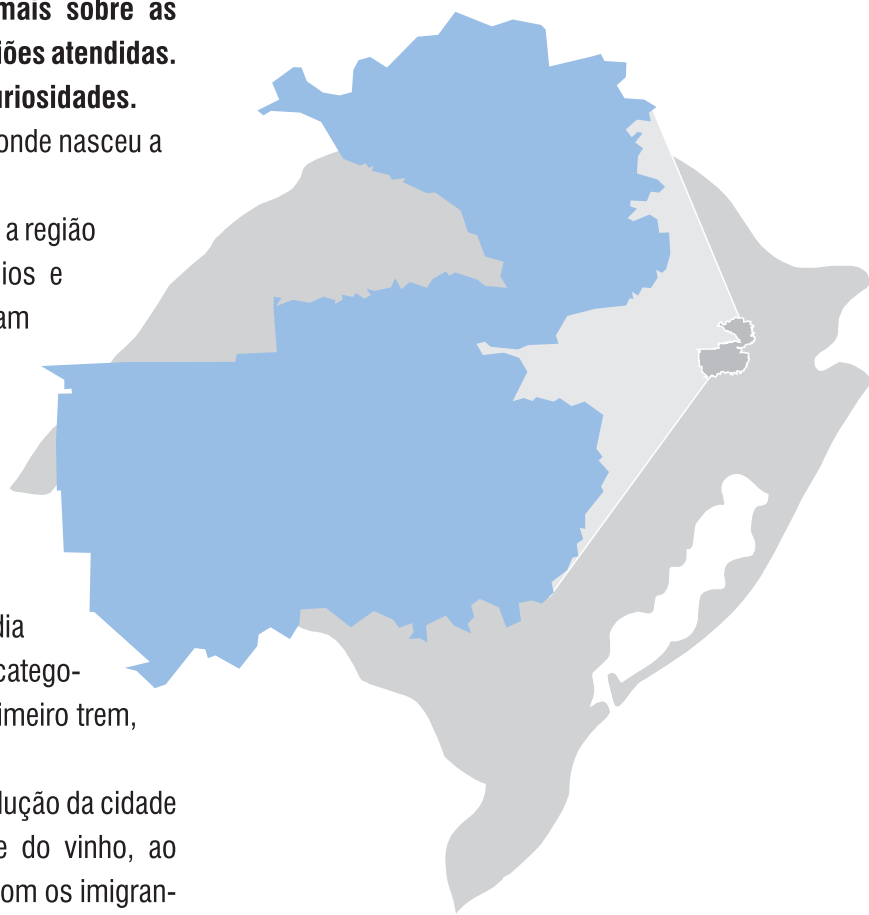 mais sobre as
iões atendidas.
uriosidades.
onde nasceu a
a região
ios e
am
dia
catego-
imeiro trem,
lução da cidade
e do vinho, ao
om os imigran-